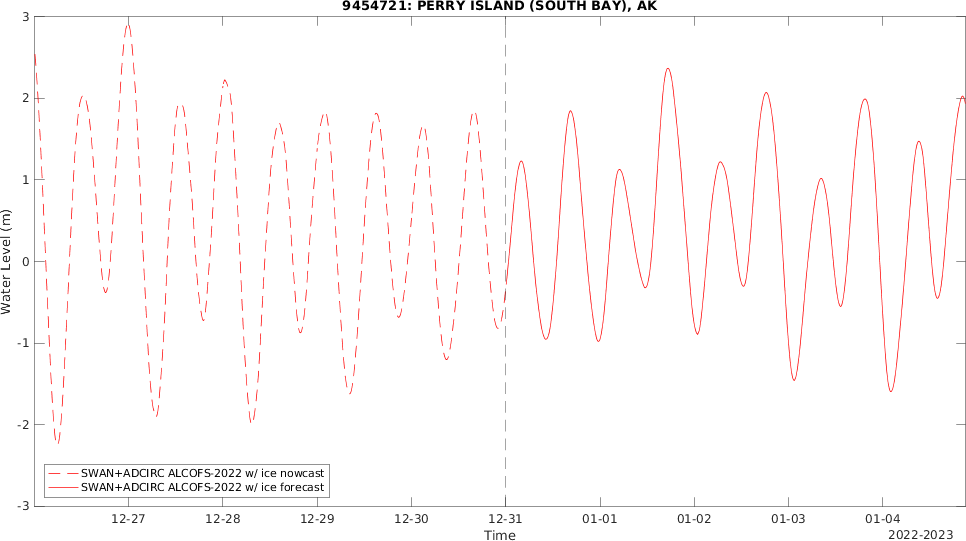 9454721: PERRY ISLAND (SOUTH BAY), AK
3
2
1
0
-1
-2
-3
Water Level (m)
SWAN+ADCIRC ALCOFS-2022 w/ ice nowcast
SWAN+ADCIRC ALCOFS-2022 w/ ice forecast
12-27 12-28 12-29 12-30 12-31 01-01 01-02 01-03 01-04
Time
2022-2023